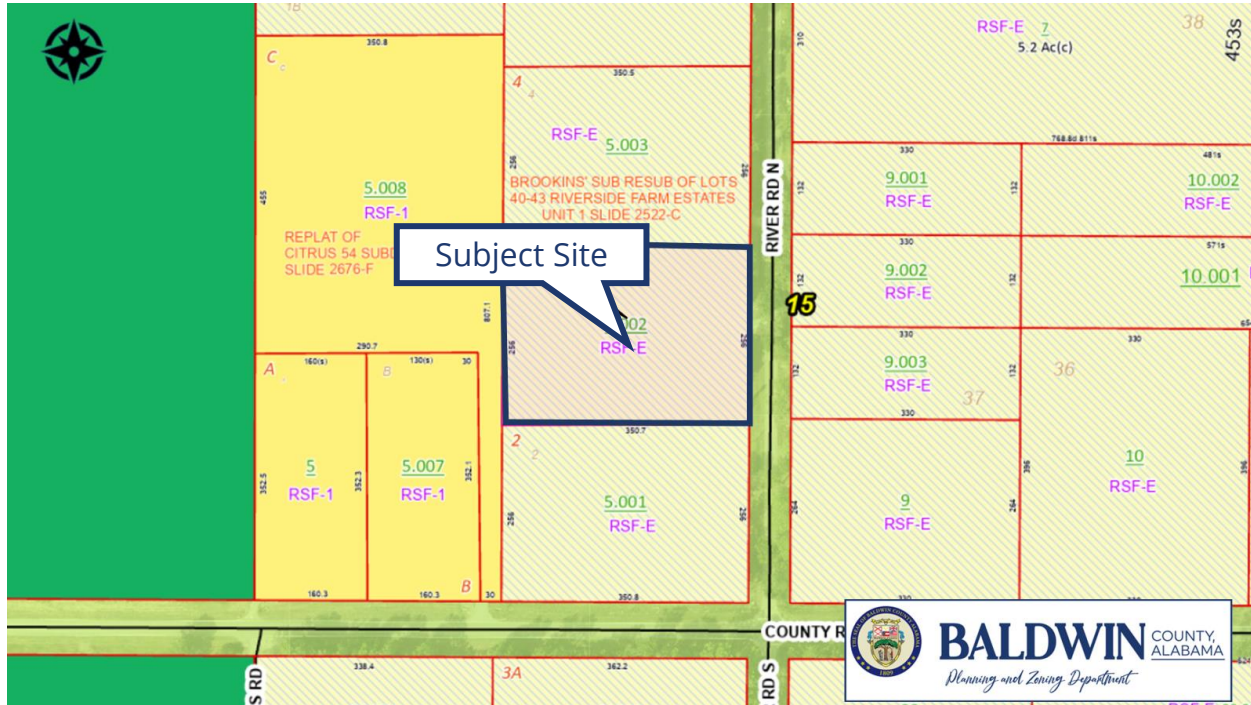 1B
350.8
C
c
455
5.008
RSF-1
REPLAT OF
CITRUS 54 SUBD
SLIDE 2676-F
807.1
350.5
4
4
RSF-E
5.003
256
256
BROOKINS' SUB RESUB OF LOTS
40-43 RIVERSIDE FARM ESTATES
UNIT 1 SLIDE 2522-C
Subject Site
002
RSF-E
256
256
350.7
290.7
160(s)
130(s)
30
A
B
5
RSF-1
5.007
RSF-1
352.5
352.3
352.1
160.3
160.3
B
30
2
2
5.001
RSF-E
256
256
350.8
310
RIVER RD N
15
RSF-E
7
5.2 Ac(c)
38
453s
768.8d 811s
330
9.001
RSF-E
132
132
481s
10.002
RSF-E
330
9.002
RSF-E
132
132
571s
10.001
330
9.003
RSF-E
132
132
37
36
330
9
RSF-E
264
264
396
10
RSF-E
396
COUNTY R
S RD
338.4
3A
362.2
RD S
BALDWIN COUNTY, ALABAMA
Planning and Zoning Department
1809